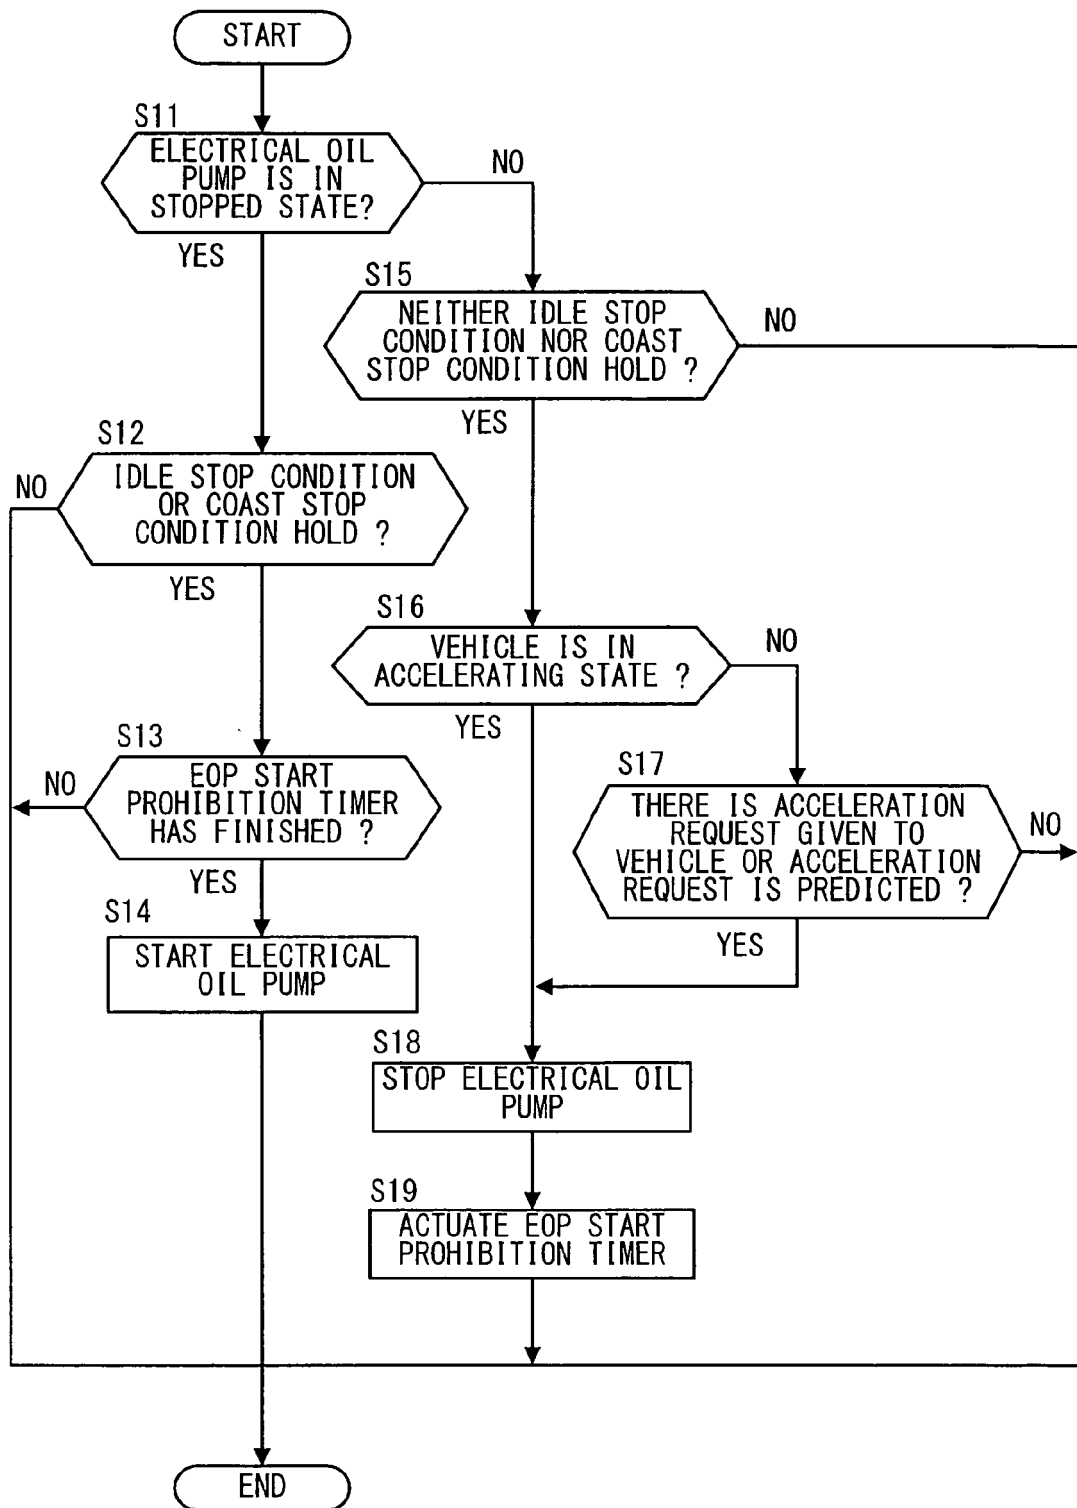 START
S11
ELECTRICAL OIL
PUMP IS IN
STOPPED STATE?
NO
YES
S15
NEITHER IDLE STOP
CONDITION NOR COAST
STOP CONDITION HOLD ?
NO
YES
S12
IDLE STOP CONDITION
OR COAST STOP
CONDITION HOLD ?
NO
YES
S16
VEHICLE IS IN
ACCELERATING STATE ?
NO
YES
S13
EOP START
PROHIBITION TIMER
HAS FINISHED ?
NO
YES
S17
THERE IS ACCELERATION
REQUEST GIVEN TO
VEHICLE OR ACCELERATION
REQUEST IS PREDICTED ?
NO
YES
S14
START ELECTRICAL
OIL PUMP
S18
STOP ELECTRICAL OIL
PUMP
S19
ACTUATE EOP START
PROHIBITION TIMER
END